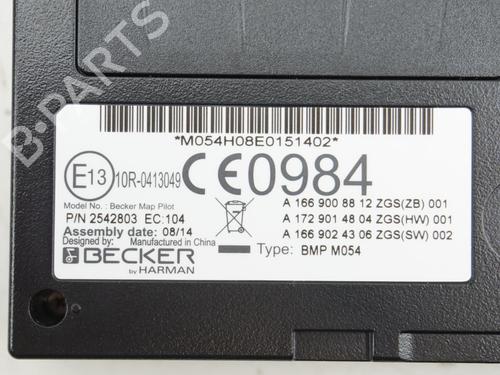 *M054H08E0151402*
E13 10R-0413049 CE0984
Model No. : Becker Map Pilot
P/N 2542803 EC:104
Assembly date: 08/14
Designed by: Manufactured in China
BECKER
by HARMAN
A 166 900 88 12 ZGS(ZB) 001
A 172 901 48 04 ZGS(HW) 001
A 166 902 43 06 ZGS(SW) 002
Type: BMP M054
B-PARTS